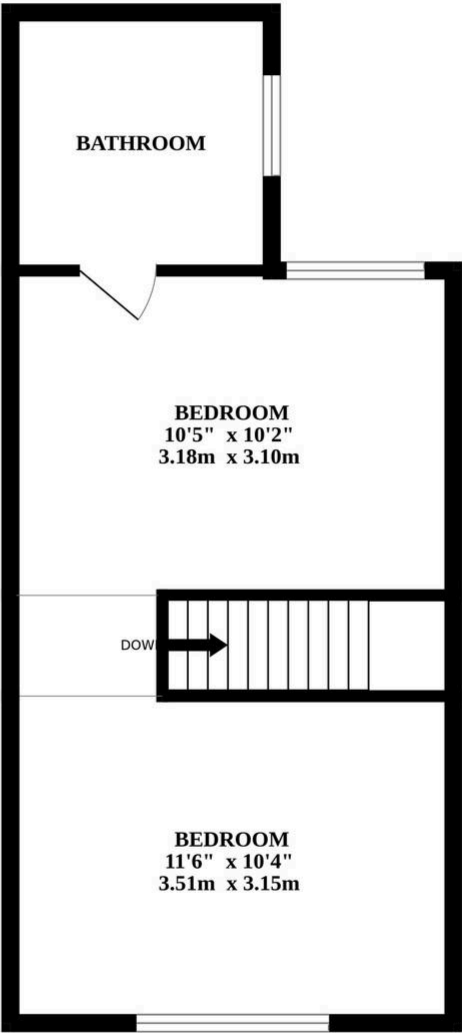 BATHROOM
BEDROOM
10'5" x 10'2"
3.18m x 3.10m
DOWN
BEDROOM
11'6" x 10'4"
3.51m x 3.15m